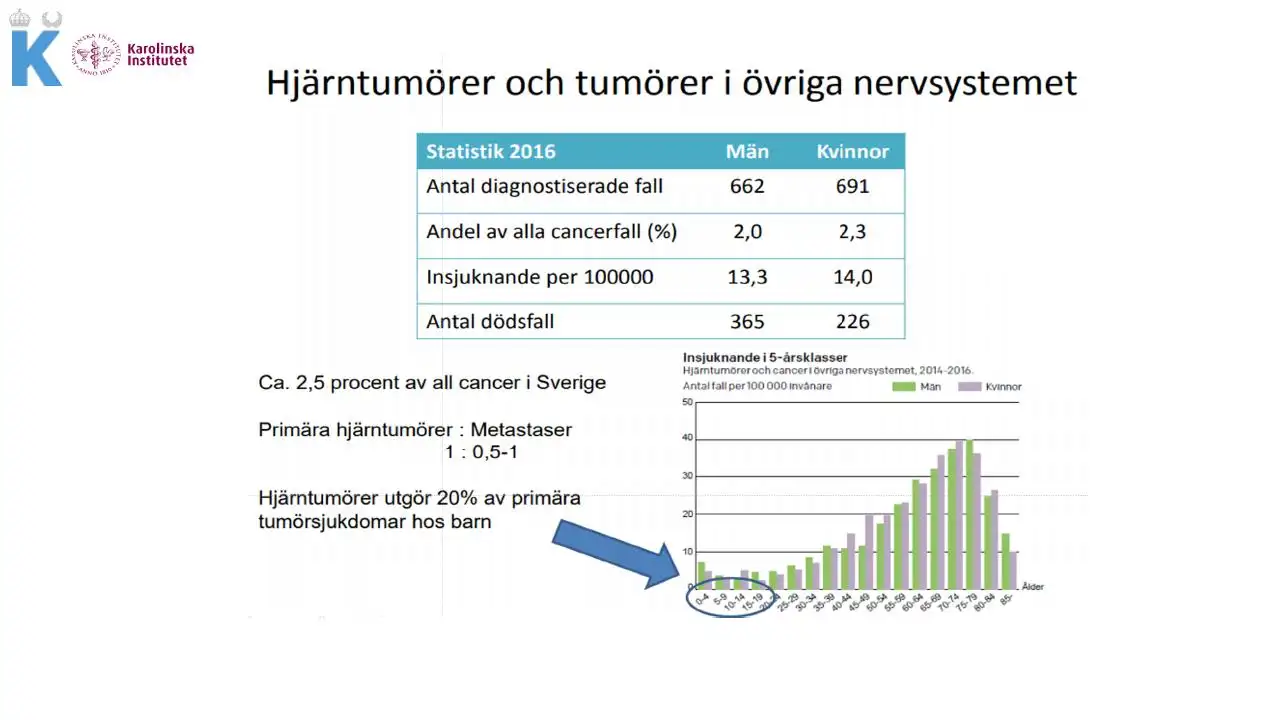 K
KAROLINSKA INSTITUTET
ANNO 1810
Karolinska
Institutet
Hjärntumörer och tumörer i övriga nervsystemet
Statistik 2016 Män Kvinnor
Antal diagnostiserade fall 662 691
Andel av alla cancerfall (%) 2,0 2,3
Insjuknande per 100000 13,3 14,0
Antal dödsfall 365 226
Ca. 2,5 procent av all cancer i Sverige
Primära hjärntumörer : Metastaser
1 : 0,5-1
Hjärntumörer utgör 20% av primära
tumörsjukdomar hos barn
Insjuknande i 5-årsklasser
Hjärntumörer och cancer i övriga nervsystemet, 2014-2016.
Antal fall per 100 000 invånare Män Kvinnor
50
40
30
20
10
0
Ålder
0-4 5-9 10-14 15-19 20-24 25-29 30-34 35-39 40-44 45-49 50-54 55-59 60-64 65-69 70-74 75-79 80-84 85-